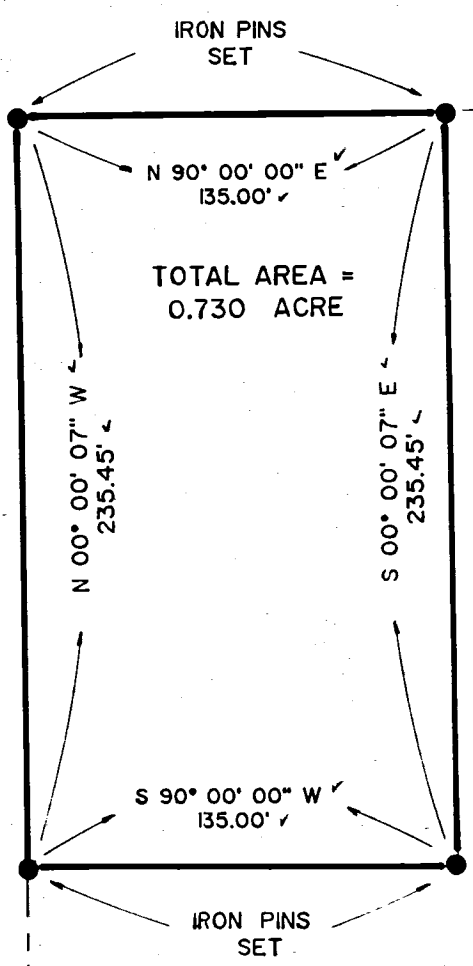 IRON PINS
SET
N 90° 00' 00" E
135.00'
TOTAL AREA =
0.730 ACRE
N 00° 00' 07" W
235.45'
S 00° 00' 07" E
235.45'
S 90° 00' 00" W
135.00'
IRON PINS
SET